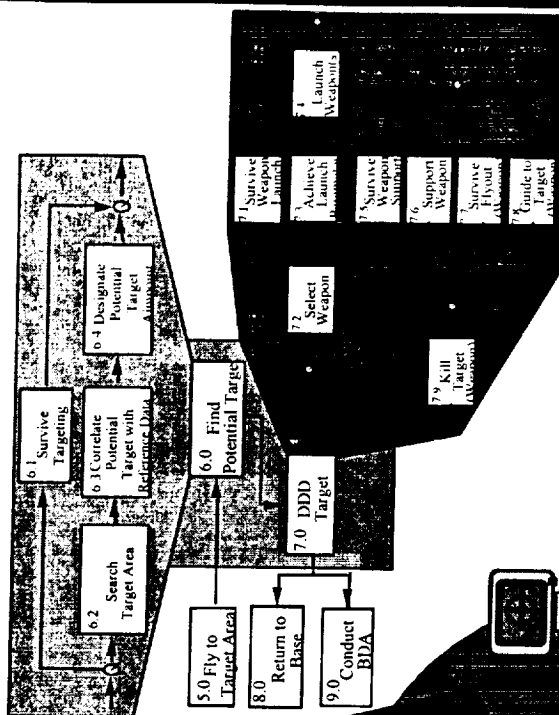 6.1 Survive
Targeting
6.2
Search
Target Area
6.3 Correlate
Potential
Target with
Reference Data
6.4 Designate
Potential
Target
5.0 Fly to
Target Area
6.0 Find
Potential Targe
8.0
Return to
Base
9.0 Conduct
BDA
7.0 DDD
Target
7.2 Select
Weapon
7.1 Survive
Weapon
Launch
7.3 Achieve
Launch
7.5 Survive
Weapon
Support
7.6
Support
Weapon
7.7
Survive
Flyout
7.8
Guide to
Target
7.9 Kill
Target
(Weapon)
7.4
Launch
Weapon(s)